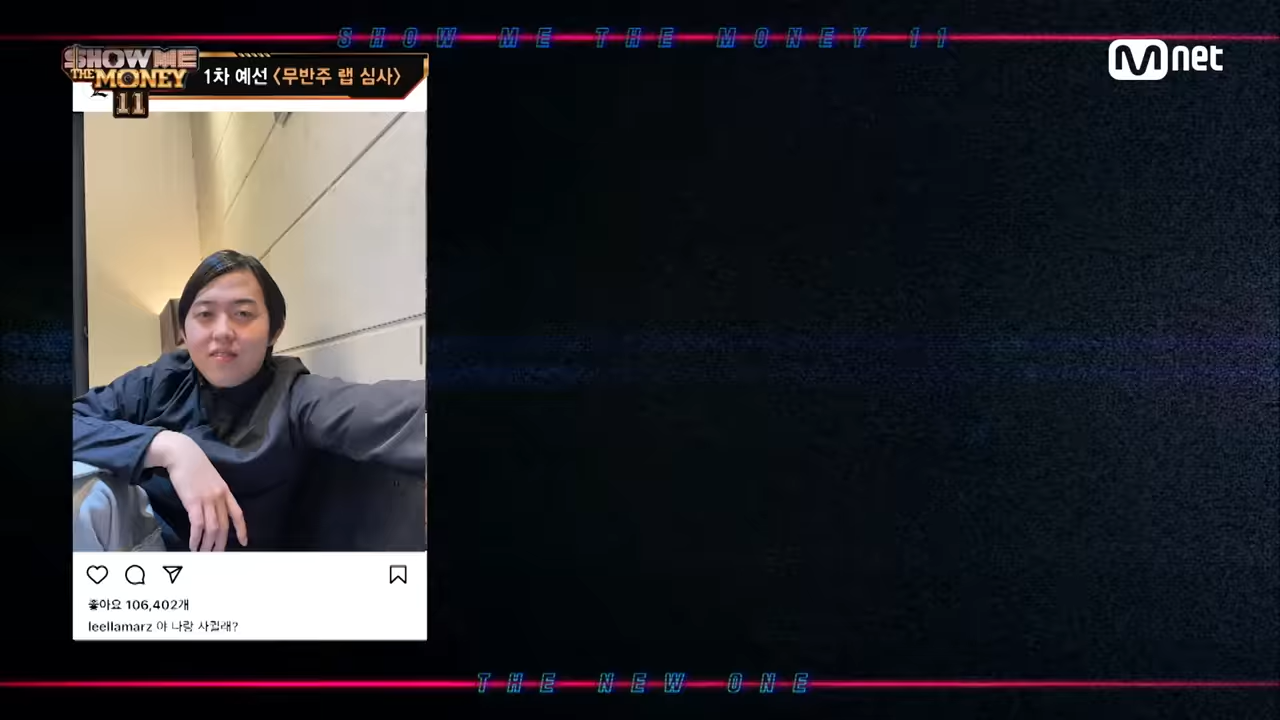 SHOW ME THE MONEY 11
SHOW ME
THE MONEY
11
1차 예선 <무반주 랩 심사>
Mnet
좋아요 106,402개
leellamarz 야 나랑 사귈래?
THE NEW ONE